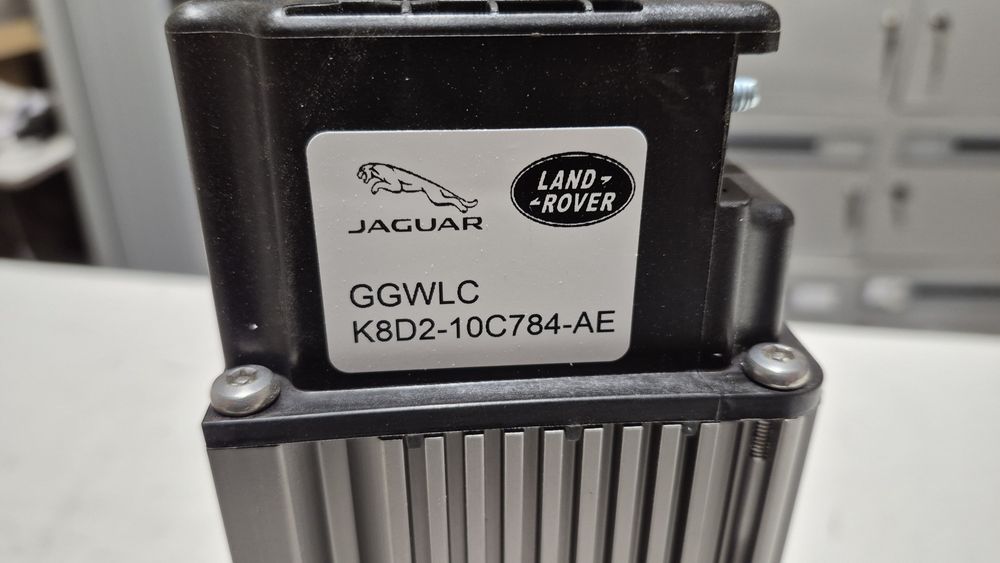 JAGUAR
LAND-
-ROVER
GGWLC
K8D2-10C784-AE